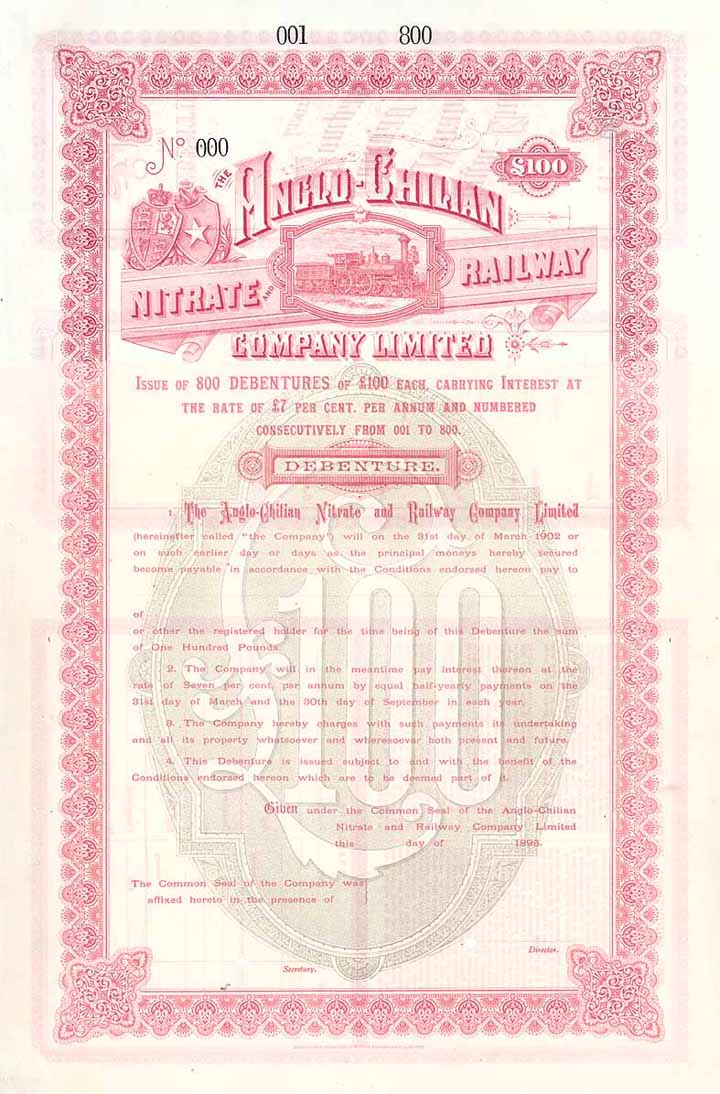 001 800
No 000
£100
THE ANGLO-CHILIAN
NITRATE AND RAILWAY
COMPANY LIMITED
ISSUE OF 800 DEBENTURES OF £100 EACH, CARRYING INTEREST AT
THE RATE OF £7 PER CENT. PER ANNUM AND NUMBERED
CONSECUTIVELY FROM 001 TO 800.
DEBENTURE.
1. The Anglo-Chilian Nitrate and Railway Company Limited
(hereinafter called "the Company") will on the 31st day of March 1902 or
on such earlier day or days as the principal moneys hereby secured
become payable in accordance with the Conditions endorsed hereon pay to
of
or other the registered holder for the time being of this Debenture the sum
of One Hundred Pounds.
2. The Company will in the meantime pay interest thereon at the
rate of Seven per cent. per annum by equal half-yearly payments on the
31st day of March and the 30th day of September in each year.
3. The Company hereby charges with such payments its undertaking
and all its property whatsoever and wheresoever both present and future.
4. This Debenture is issued subject to and with the benefit of the
Conditions endorsed hereon which are to be deemed part of it.
£100
Given under the Common Seal of the Anglo-Chilian
Nitrate and Railway Company Limited
this day of 1898.
The Common Seal of the Company was
affixed hereto in the presence of
Director.
Secretary.